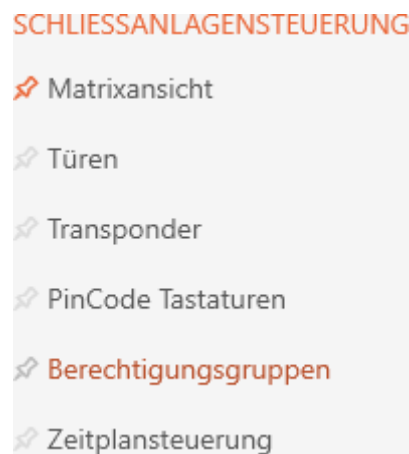 SCHLIESSANLAGENSTEUERUNG
Matrixansicht
Türen
Transponder
PinCode Tastaturen
Berechtigungsgruppen
Zeitplansteuerung